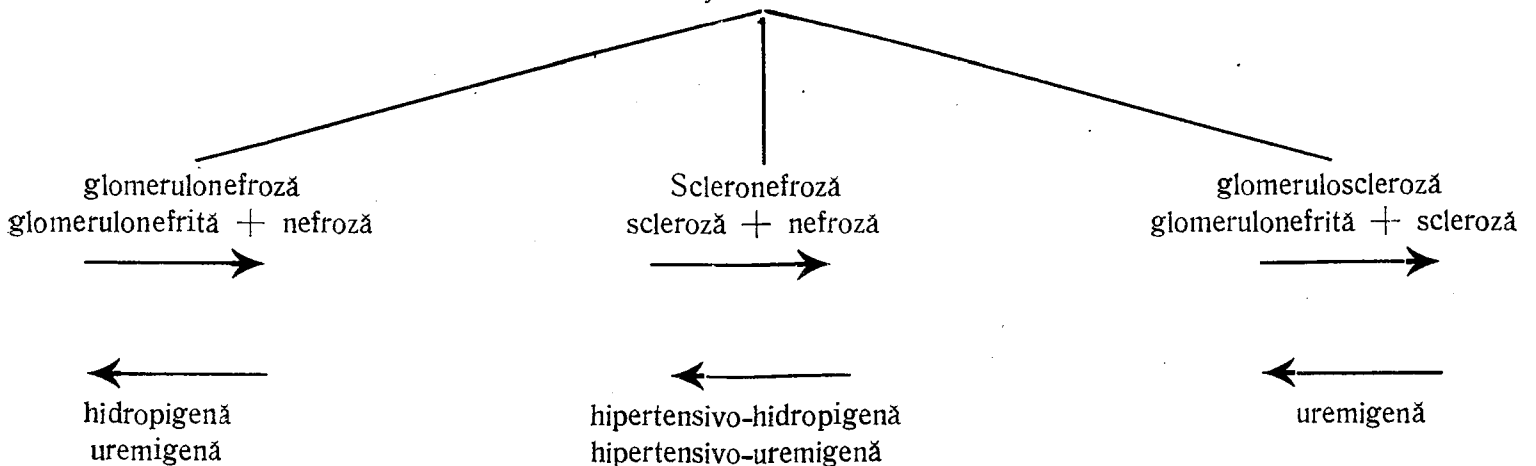 glomerulonefroză
glomerulonefrită + nefroză
Scleronefroză
scleroză + nefroză
glomeruloscleroză
glomerulonefrită + scleroză
hidropigenă
uremigenă
hipertensivo-hidropigenă
hipertensivo-uremigenă
uremigenă